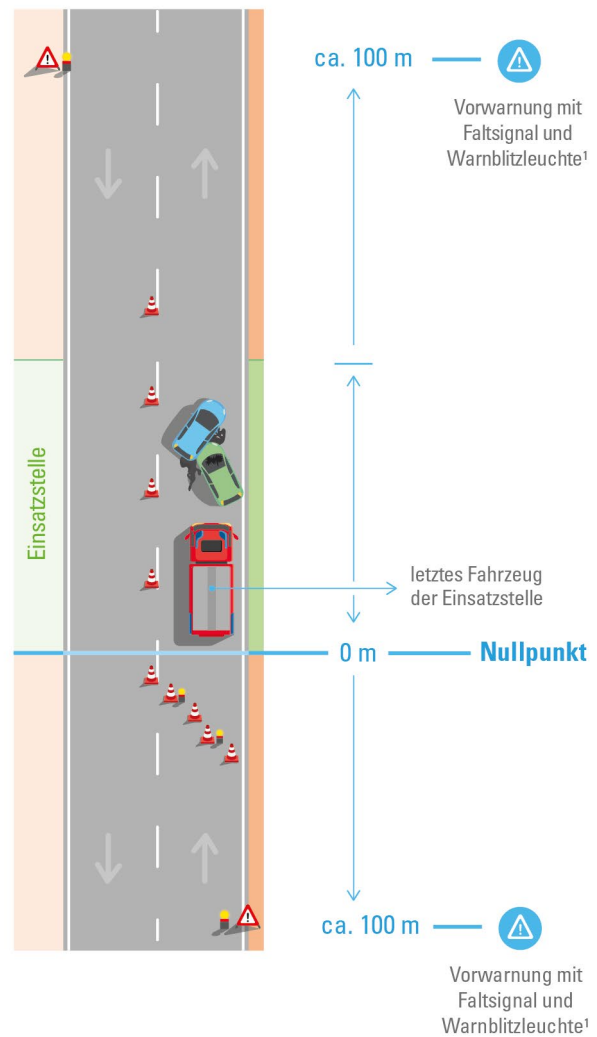 ca. 100 m
Vorwarnung mit
Faltsignal und
Warnblitzleuchte¹
Einsatzstelle
letztes Fahrzeug
der Einsatzstelle
0 m
Nullpunkt
ca. 100 m
Vorwarnung mit
Faltsignal und
Warnblitzleuchte¹